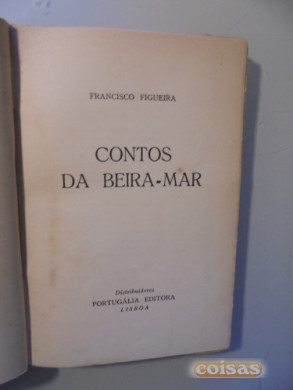 FRANCISCO FIGUEIRA
CONTOS
DA BEIRA-MAR
Distribuidores
PORTUGÁLIA EDITORA
LISBOA
coisas